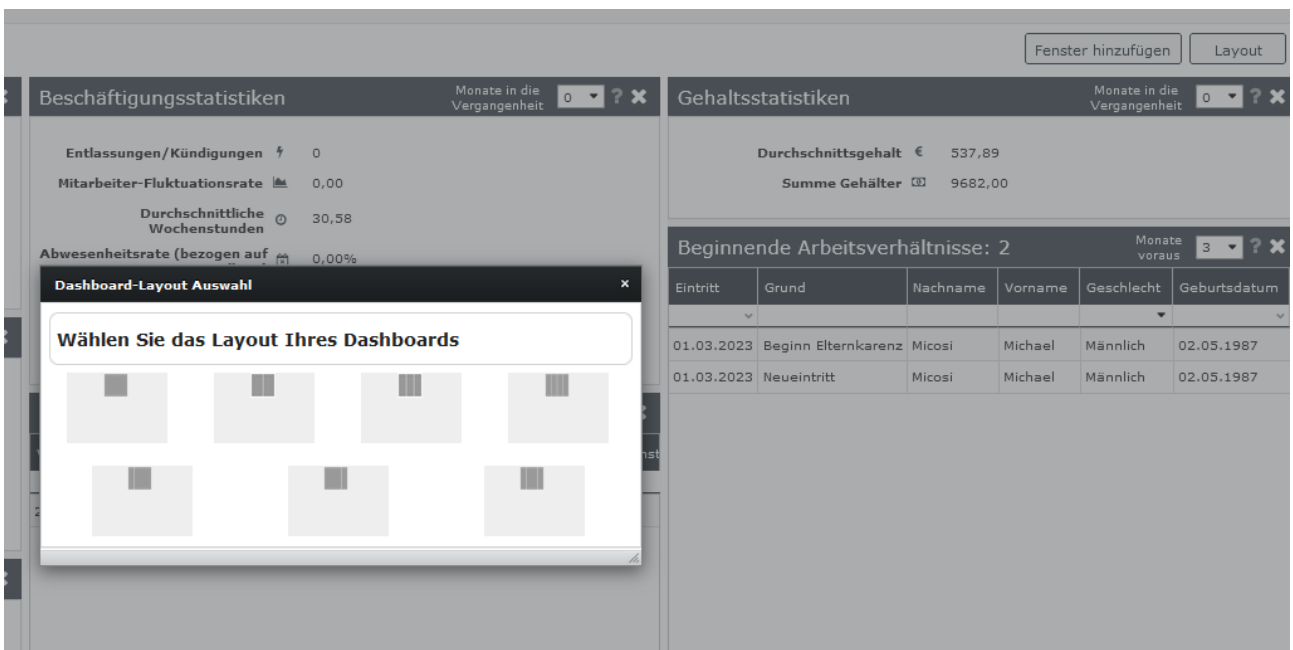 Fenster hinzufügen
Layout
Beschäftigungsstatistiken
Monate in die
Vergangenheit
0
?
Entlassungen/Kündigungen 0
Mitarbeiter-Fluktuationsrate 0,00
Durchschnittliche
Wochenstunden
30,58
Abwesenheitsrate (bezogen auf 0,00%
Gehaltsstatistiken
Monate in die
Vergangenheit
0
?
Durchschnittsgehalt € 537,89
Summe Gehälter 9682,00
Beginnende Arbeitsverhältnisse: 2
Monate
voraus
3
?
Eintritt Grund Nachname Vorname Geschlecht Geburtsdatum
01.03.2023 Beginn Elternkarenz Micosi Michael Männlich 02.05.1987
01.03.2023 Neueintritt Micosi Michael Männlich 02.05.1987
Dashboard-Layout Auswahl
Wählen Sie das Layout Ihres Dashboards